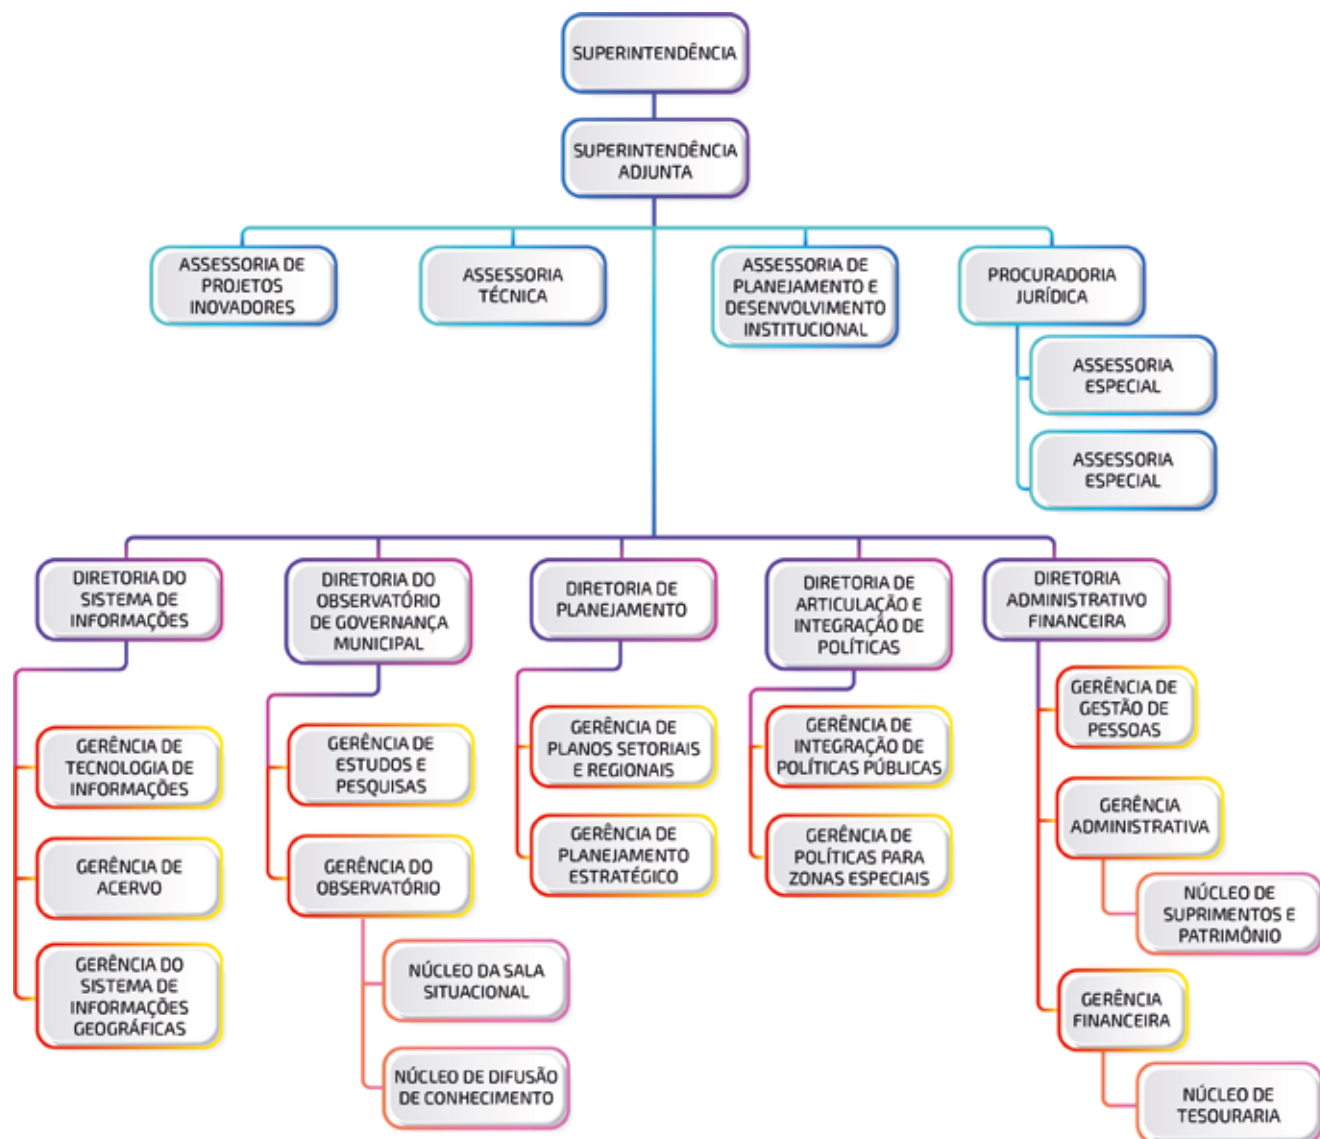 SUPERINTENDÊNCIA
SUPERINTENDÊNCIA
ADJUNTA
ASSESSORIA DE
PROJETOS
INOVADORES
ASSESSORIA
TÉCNICA
ASSESSORIA DE
PLANEJAMENTO E
DESENVOLVIMENTO
INSTITUCIONAL
PROCURADORIA
JURÍDICA
ASSESSORIA
ESPECIAL
ASSESSORIA
ESPECIAL
DIRETORIA DO
SISTEMA DE
INFORMAÇÕES
GERÊNCIA DE
TECNOLOGIA DE
INFORMAÇÕES
GERÊNCIA DE
ACERVO
GERÊNCIA DO
SISTEMA DE
INFORMAÇÕES
GEOGRÁFICAS
DIRETORIA DO
OBSERVATÓRIO
DE GOVERNANÇA
MUNICIPAL
GERÊNCIA DE
ESTUDOS E
PESQUISAS
GERÊNCIA DO
OBSERVATÓRIO
NÚCLEO DA SALA
SITUACIONAL
NÚCLEO DE DIFUSÃO
DE CONHECIMENTO
DIRETORIA DE
PLANEJAMENTO
GERÊNCIA DE
PLANOS SETORIAIS
E REGIONAIS
GERÊNCIA DE
PLANEJAMENTO
ESTRATÉGICO
DIRETORIA DE
ARTICULAÇÃO E
INTEGRAÇÃO DE
POLÍTICAS
GERÊNCIA DE
INTEGRAÇÃO DE
POLÍTICAS PÚBLICAS
GERÊNCIA DE
POLÍTICAS PARA
ZONAS ESPECIAIS
DIRETORIA
ADMINISTRATIVO
FINANCEIRA
GERÊNCIA DE
GESTÃO DE
PESSOAS
GERÊNCIA
ADMINISTRATIVA
NÚCLEO DE
SUPRIMENTOS E
PATRIMÔNIO
GERÊNCIA
FINANCEIRA
NÚCLEO DE
TESOURARIA